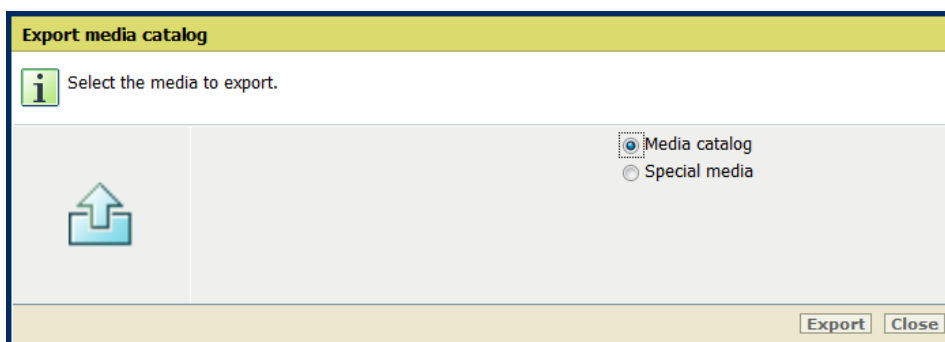 Export media catalog
i Select the media to export.
Media catalog
Special media
Export Close